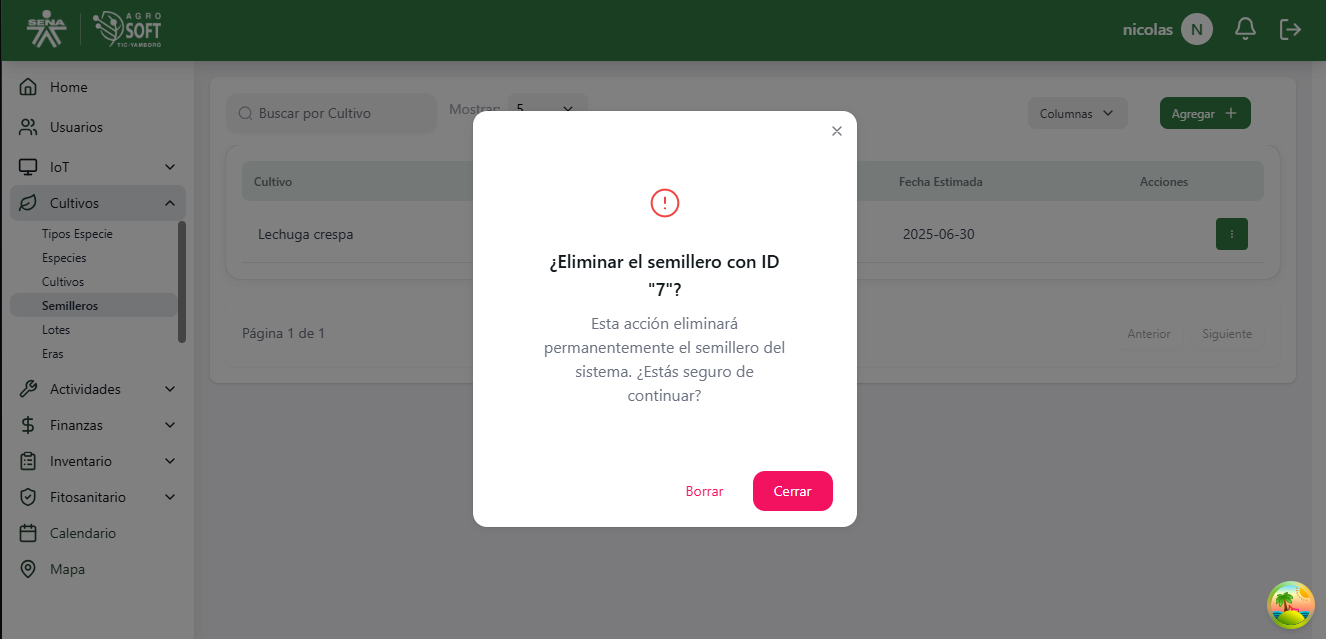 SENA
AGRO
SOFT
TIC-YAMBORO
nicolas
N
Home
Usuarios
IoT
Cultivos
Tipos Especie
Especies
Cultivos
Semilleros
Lotes
Eras
Actividades
Finanzas
Inventario
Fitosanitario
Calendario
Mapa
Buscar por Cultivo
Mostrar:
5
Columnas
Agregar
Cultivo
Fecha Estimada
Acciones
Lechuga crespa
2025-06-30
Página 1 de 1
Anterior
Siguiente
¿Eliminar el semillero con ID
"7"?
Esta acción eliminará
permanentemente el semillero del
sistema. ¿Estás seguro de
continuar?
Borrar
Cerrar